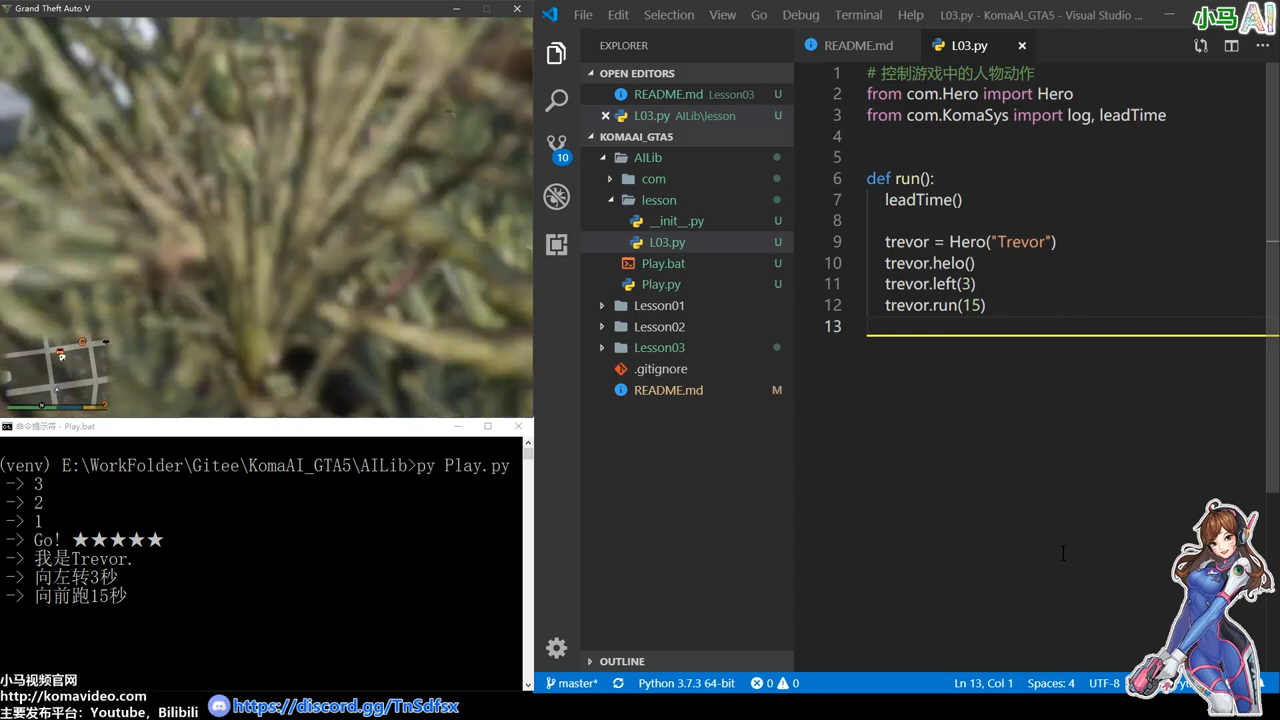 Grand Theft Auto V
File Edit Selection View Go Debug Terminal Help L03.py - KomaAI_GTA5 - Visual Studio ...
小马AI
EXPLORER
OPEN EDITORS
README.md Lesson03 U
L03.py AILib\lesson U
KOMAAI_GTA5
AILib
com
lesson
__init__.py U
L03.py U
Play.bat U
Play.py U
Lesson01
Lesson02
Lesson03
.gitignore
README.md M
OUTLINE
10
README.md L03.py
1 # 控制游戏中的人物动作
2 from com.Hero import Hero
3 from com.KomaSys import log, leadTime
4
5
6 def run():
7 leadTime()
8
9 trevor = Hero("Trevor")
10 trevor.helo()
11 trevor.left(3)
12 trevor.run(15)
13
命令提示符 - Play.bat
(venv) E:\WorkFolder\Gitee\KomaAI_GTA5\AILib>py Play.py
-> 3
-> 2
-> 1
-> Go! ★★★★★
-> 我是Trevor.
-> 向左转3秒
-> 向前跑15秒
小马视频官网
http://komavideo.com
主要发布平台：Youtube，Bilibili
https://discord.gg/TnSdfsx
master* Python 3.7.3 64-bit 0 0 Ln 13, Col 1 Spaces: 4 UTF-8